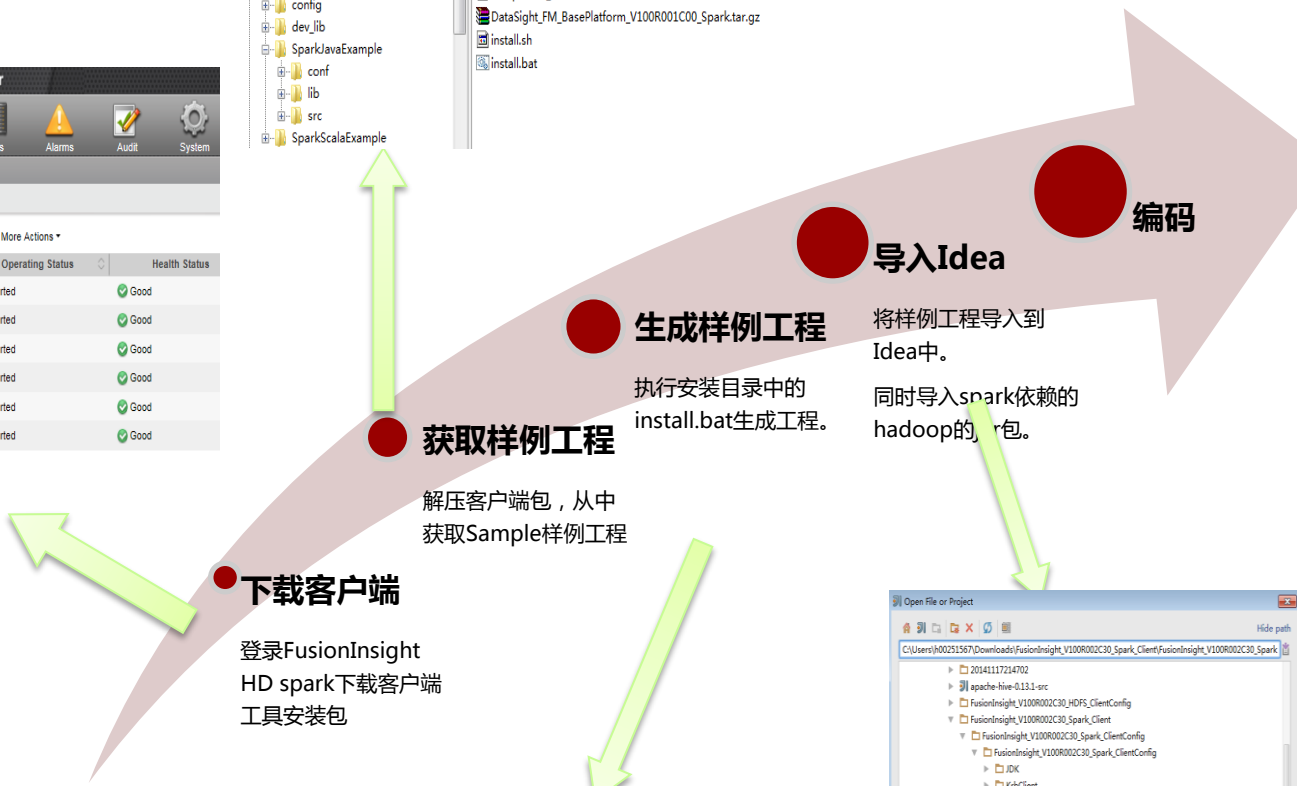 config
dev_lib
SparkJavaExample
conf
lib
src
SparkScalaExample
DataSight_FM_BasePlatform_V100R001C00_Spark.tar.gz
install.sh
install.bat
Alarms
Audit
System
More Actions
Operating Status
Health Status
Good
Good
Good
Good
Good
Good
编码
导入Idea
将样例工程导入到
Idea中。
同时导入spark依赖的
hadoop的 包。
生成样例工程
执行安装目录中的
install.bat生成工程。
获取样例工程
解压客户端包，从中
获取Sample样例工程
下载客户端
登录FusionInsight
HD spark下载客户端
工具安装包
Open File or Project
Hide path
C:\Users\h00251567\Downloads\FusionInsight_V100R002C30_Spark_Client\FusionInsight_V100R002C30_Spark
20141117214702
apache-hive-0.13.1-src
FusionInsight_V100R002C30_HDFS_ClientConfig
FusionInsight_V100R002C30_Spark_Client
FusionInsight_V100R002C30_Spark_ClientConfig
FusionInsight_V100R002C30_Spark_ClientConfig
JDK